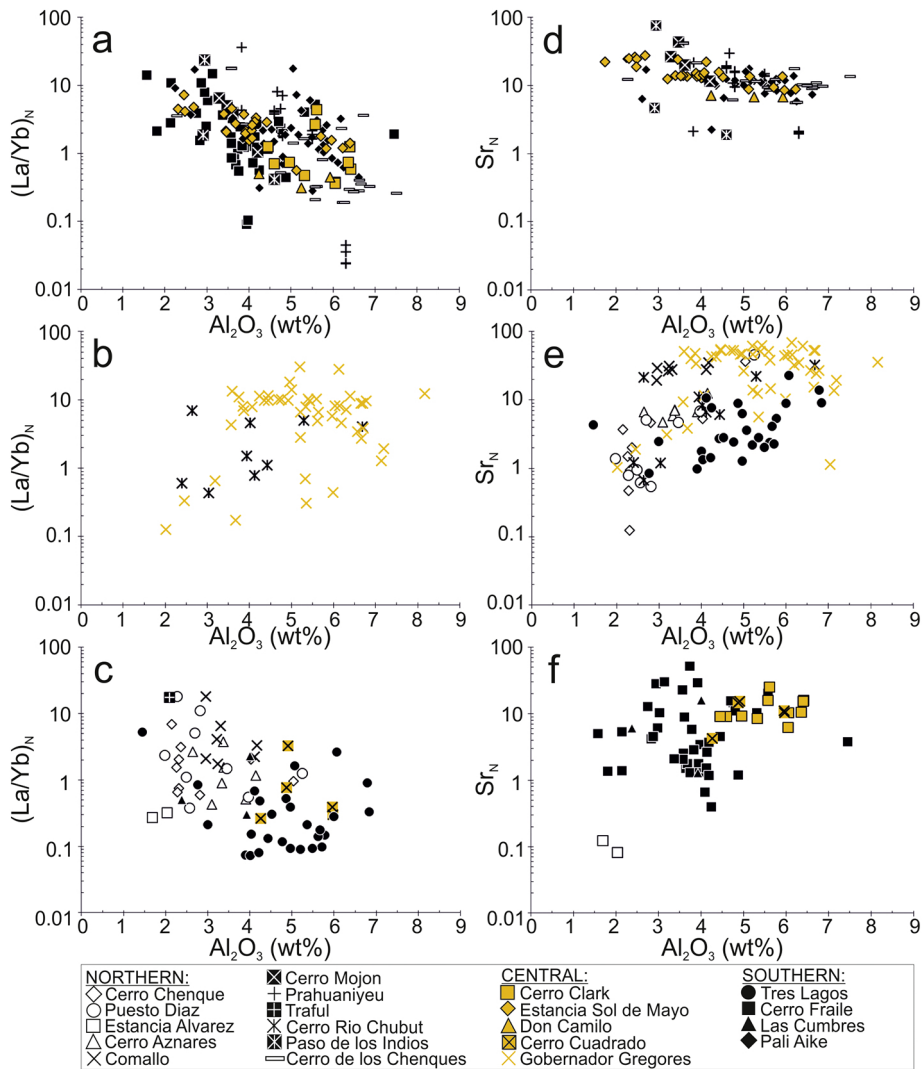 a
100
10
1
0.1
0.01
(La/Yb)N
0 1 2 3 4 5 6 7 8 9
Al2O3 (wt%)
d
100
10
1
0.1
0.01
SrN
0 1 2 3 4 5 6 7 8 9
Al2O3 (wt%)
b
100
10
1
0.1
0.01
(La/Yb)N
0 1 2 3 4 5 6 7 8 9
Al2O3 (wt%)
e
100
10
1
0.1
0.01
SrN
0 1 2 3 4 5 6 7 8 9
Al2O3 (wt%)
c
100
10
1
0.1
0.01
(La/Yb)N
0 1 2 3 4 5 6 7 8 9
Al2O3 (wt%)
f
100
10
1
0.1
0.01
SrN
0 1 2 3 4 5 6 7 8 9
Al2O3 (wt%)
NORTHERN:
Cerro Chenque
Puesto Diaz
Estancia Alvarez
Cerro Aznares
Comallo
Cerro Mojon
Prahuaniyeu
Traful
Cerro Rio Chubut
Paso de los Indios
Cerro de los Chenques
CENTRAL:
Cerro Clark
Estancia Sol de Mayo
Don Camilo
Cerro Cuadrado
Gobernador Gregores
SOUTHERN:
Tres Lagos
Cerro Fraile
Las Cumbres
Pali Aike